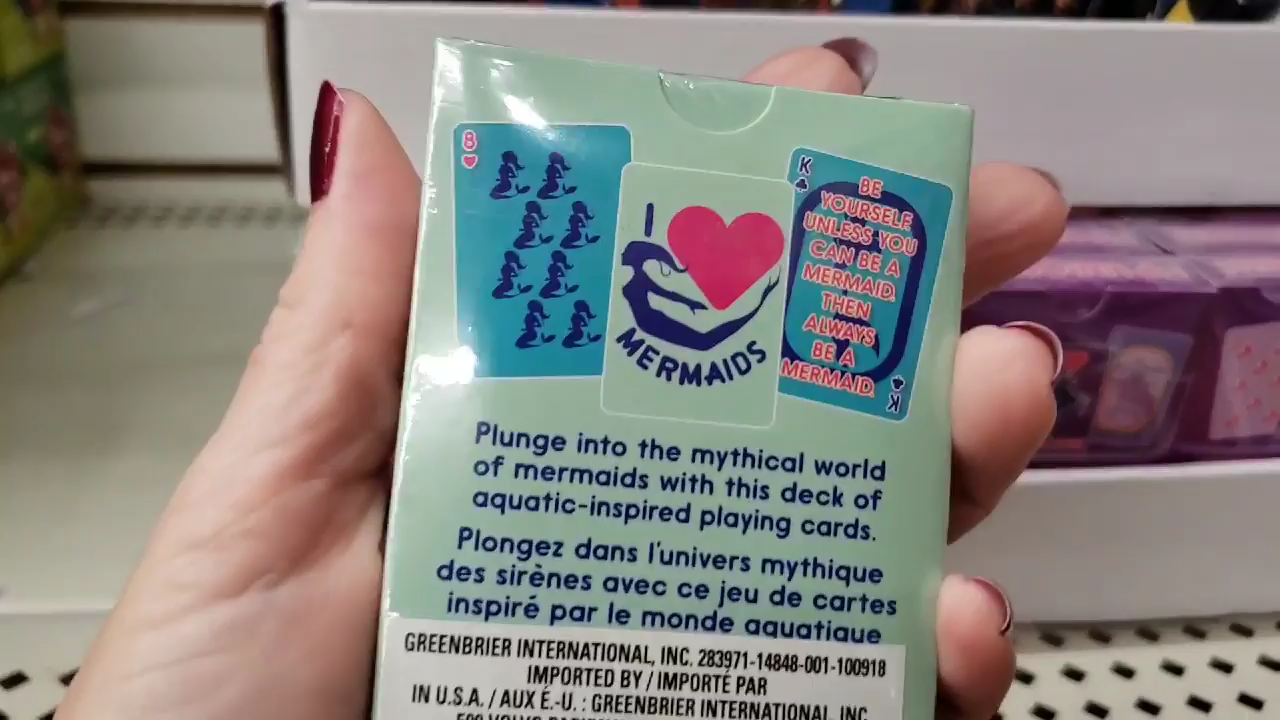 8
I
MERMAIDS
K
BE
YOURSELF
UNLESS YOU
CAN BE A
MERMAID.
THEN
ALWAYS
BE A
MERMAID.
K
Plunge into the mythical world
of mermaids with this deck of
aquatic-inspired playing cards.
Plongez dans l'univers mythique
des sirènes avec ce jeu de cartes
inspiré par le monde aquatique
GREENBRIER INTERNATIONAL, INC. 283971-14848-001-100918
IMPORTED BY / IMPORTÉ PAR
IN U.S.A. / AUX É.-U. : GREENBRIER INTERNATIONAL, INC.